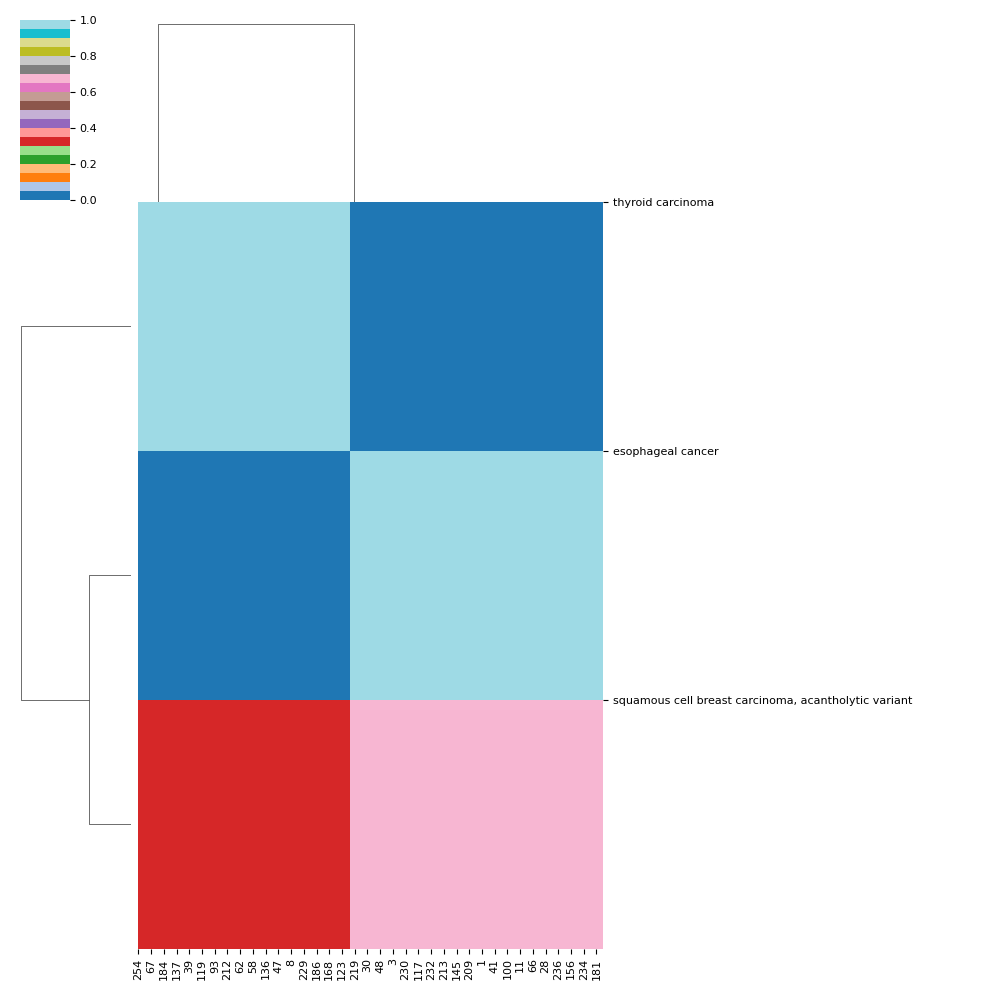 1.0
0.8
0.6
0.4
0.2
0.0
thyroid carcinoma
esophageal cancer
squamous cell breast carcinoma, acantholytic variant
254 67 184 137 39 119 93 212 62 58 136 47 8 229 186 168 123 219 30 48 3 230 117 232 213 145 209 1 41 100 11 66 28 236 156 234 181